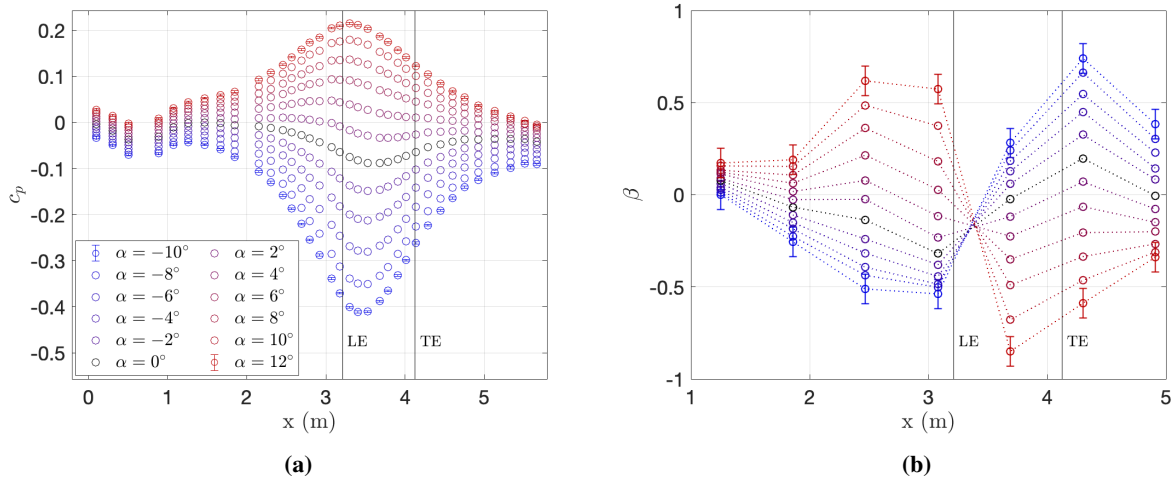 0.2
0.1
0
-0.1
-0.2
-0.3
-0.4
-0.5
c_p
α = −10°
α = −8°
α = −6°
α = −4°
α = −2°
α = 0°
α = 2°
α = 4°
α = 6°
α = 8°
α = 10°
α = 12°
LE
TE
0 1 2 3 4 5
x (m)
(a)
1
0.5
0
-0.5
-1
β
LE
TE
1 2 3 4 5
x (m)
(b)